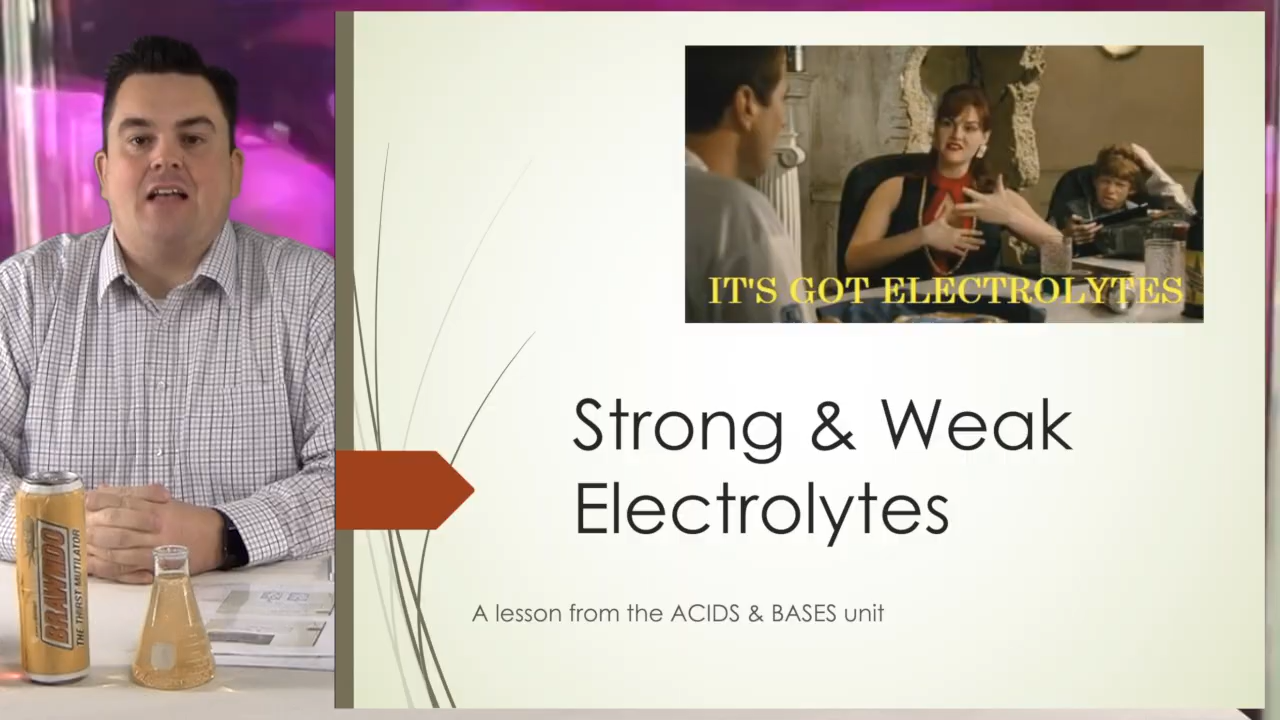 IT'S GOT ELECTROLYTES
Strong & Weak
Electrolytes
A lesson from the ACIDS & BASES unit
BRAWNDO
THE THIRST MUTILATOR